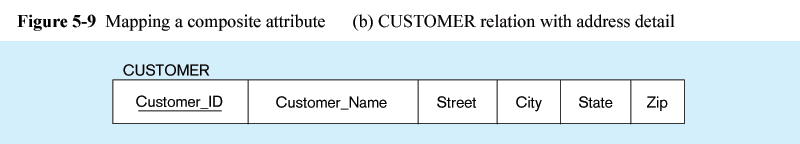 Figure 5-9 Mapping a composite attribute (b) CUSTOMER relation with address detail
CUSTOMER
Customer_ID Customer_Name Street City State Zip